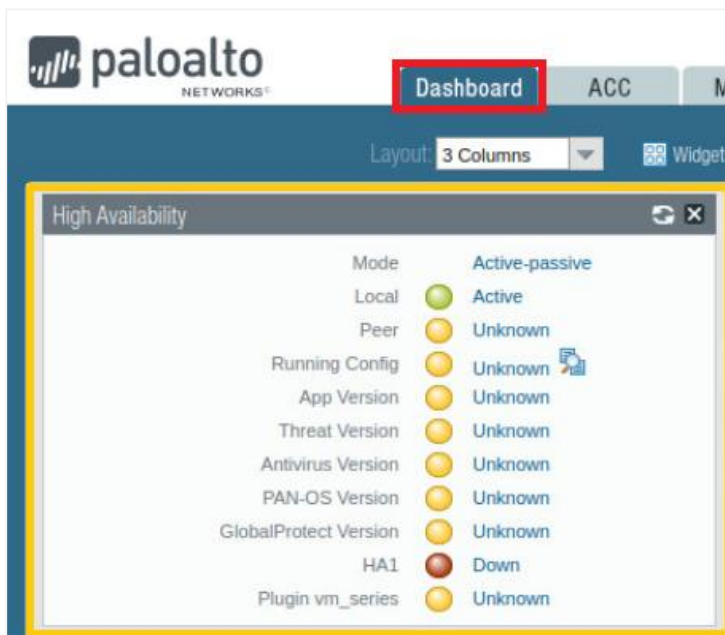 paloalto
NETWORKS®
Dashboard ACC
Layout: 3 Columns Widget
High Availability
Mode Active-passive
Local Active
Peer Unknown
Running Config Unknown
App Version Unknown
Threat Version Unknown
Antivirus Version Unknown
PAN-OS Version Unknown
GlobalProtect Version Unknown
HA1 Down
Plugin vm_series Unknown